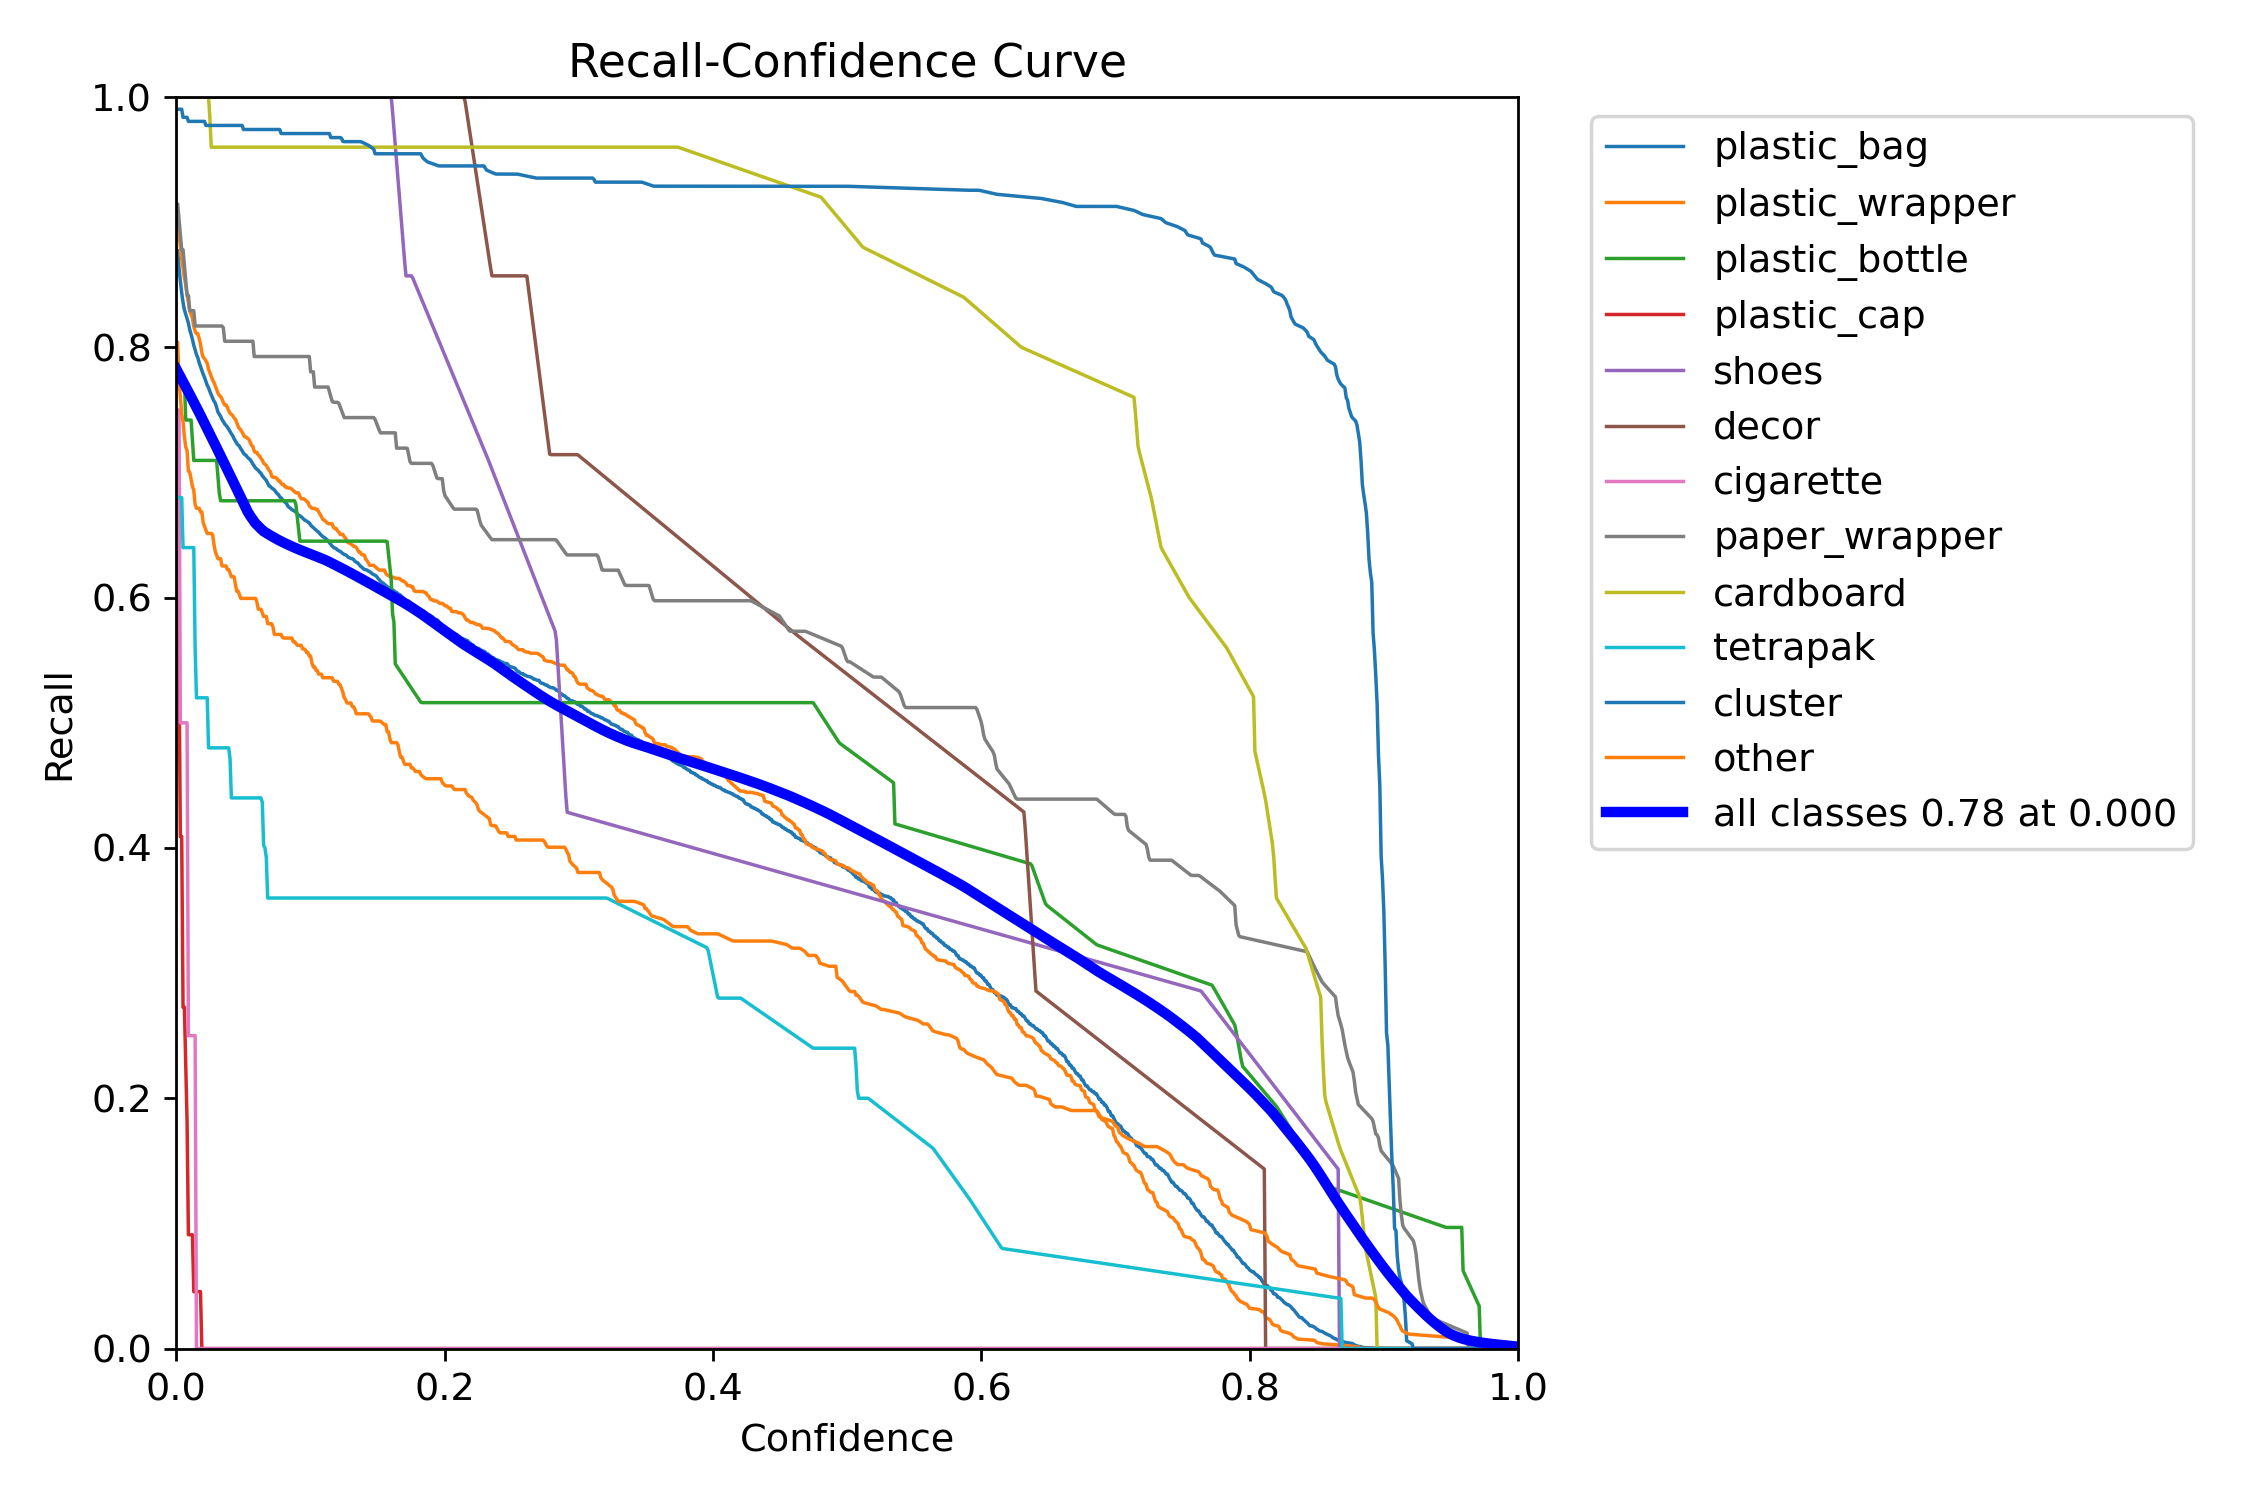 Recall-Confidence Curve
1.0
0.8
0.6
0.4
0.2
0.0
Recall
0.0 0.2 0.4 0.6 0.8 1.0
Confidence
plastic_bag
plastic_wrapper
plastic_bottle
plastic_cap
shoes
decor
cigarette
paper_wrapper
cardboard
tetrapak
cluster
other
all classes 0.78 at 0.000